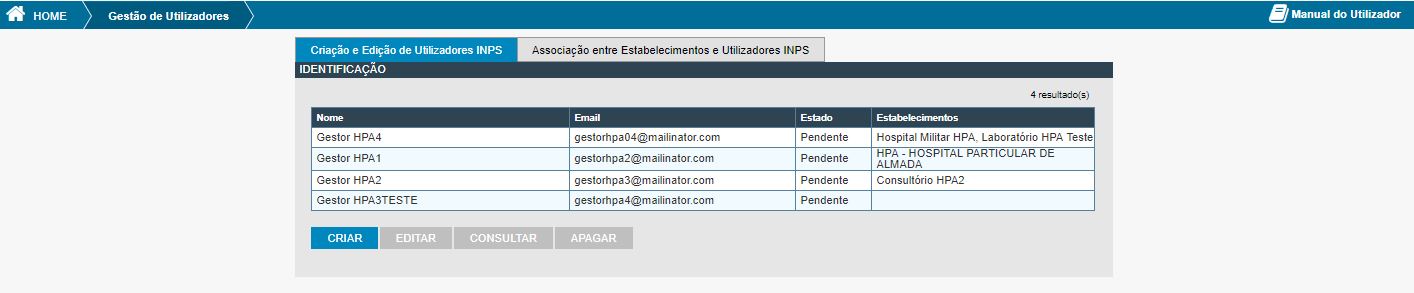 HOME Gestão de Utilizadores Manual do Utilizador
Criação e Edição de Utilizadores INPS Associação entre Estabelecimentos e Utilizadores INPS
IDENTIFICAÇÃO
4 resultado(s)
Nome Email Estado Estabelecimentos
Gestor HPA4 gestorhpa04@mailinator.com Pendente Hospital Militar HPA, Laboratório HPA Teste
Gestor HPA1 gestorhpa2@mailinator.com Pendente HPA - HOSPITAL PARTICULAR DE
ALMADA
Gestor HPA2 gestorhpa3@mailinator.com Pendente Consultório HPA2
Gestor HPA3TESTE gestorhpa4@mailinator.com Pendente
CRIAR EDITAR CONSULTAR APAGAR